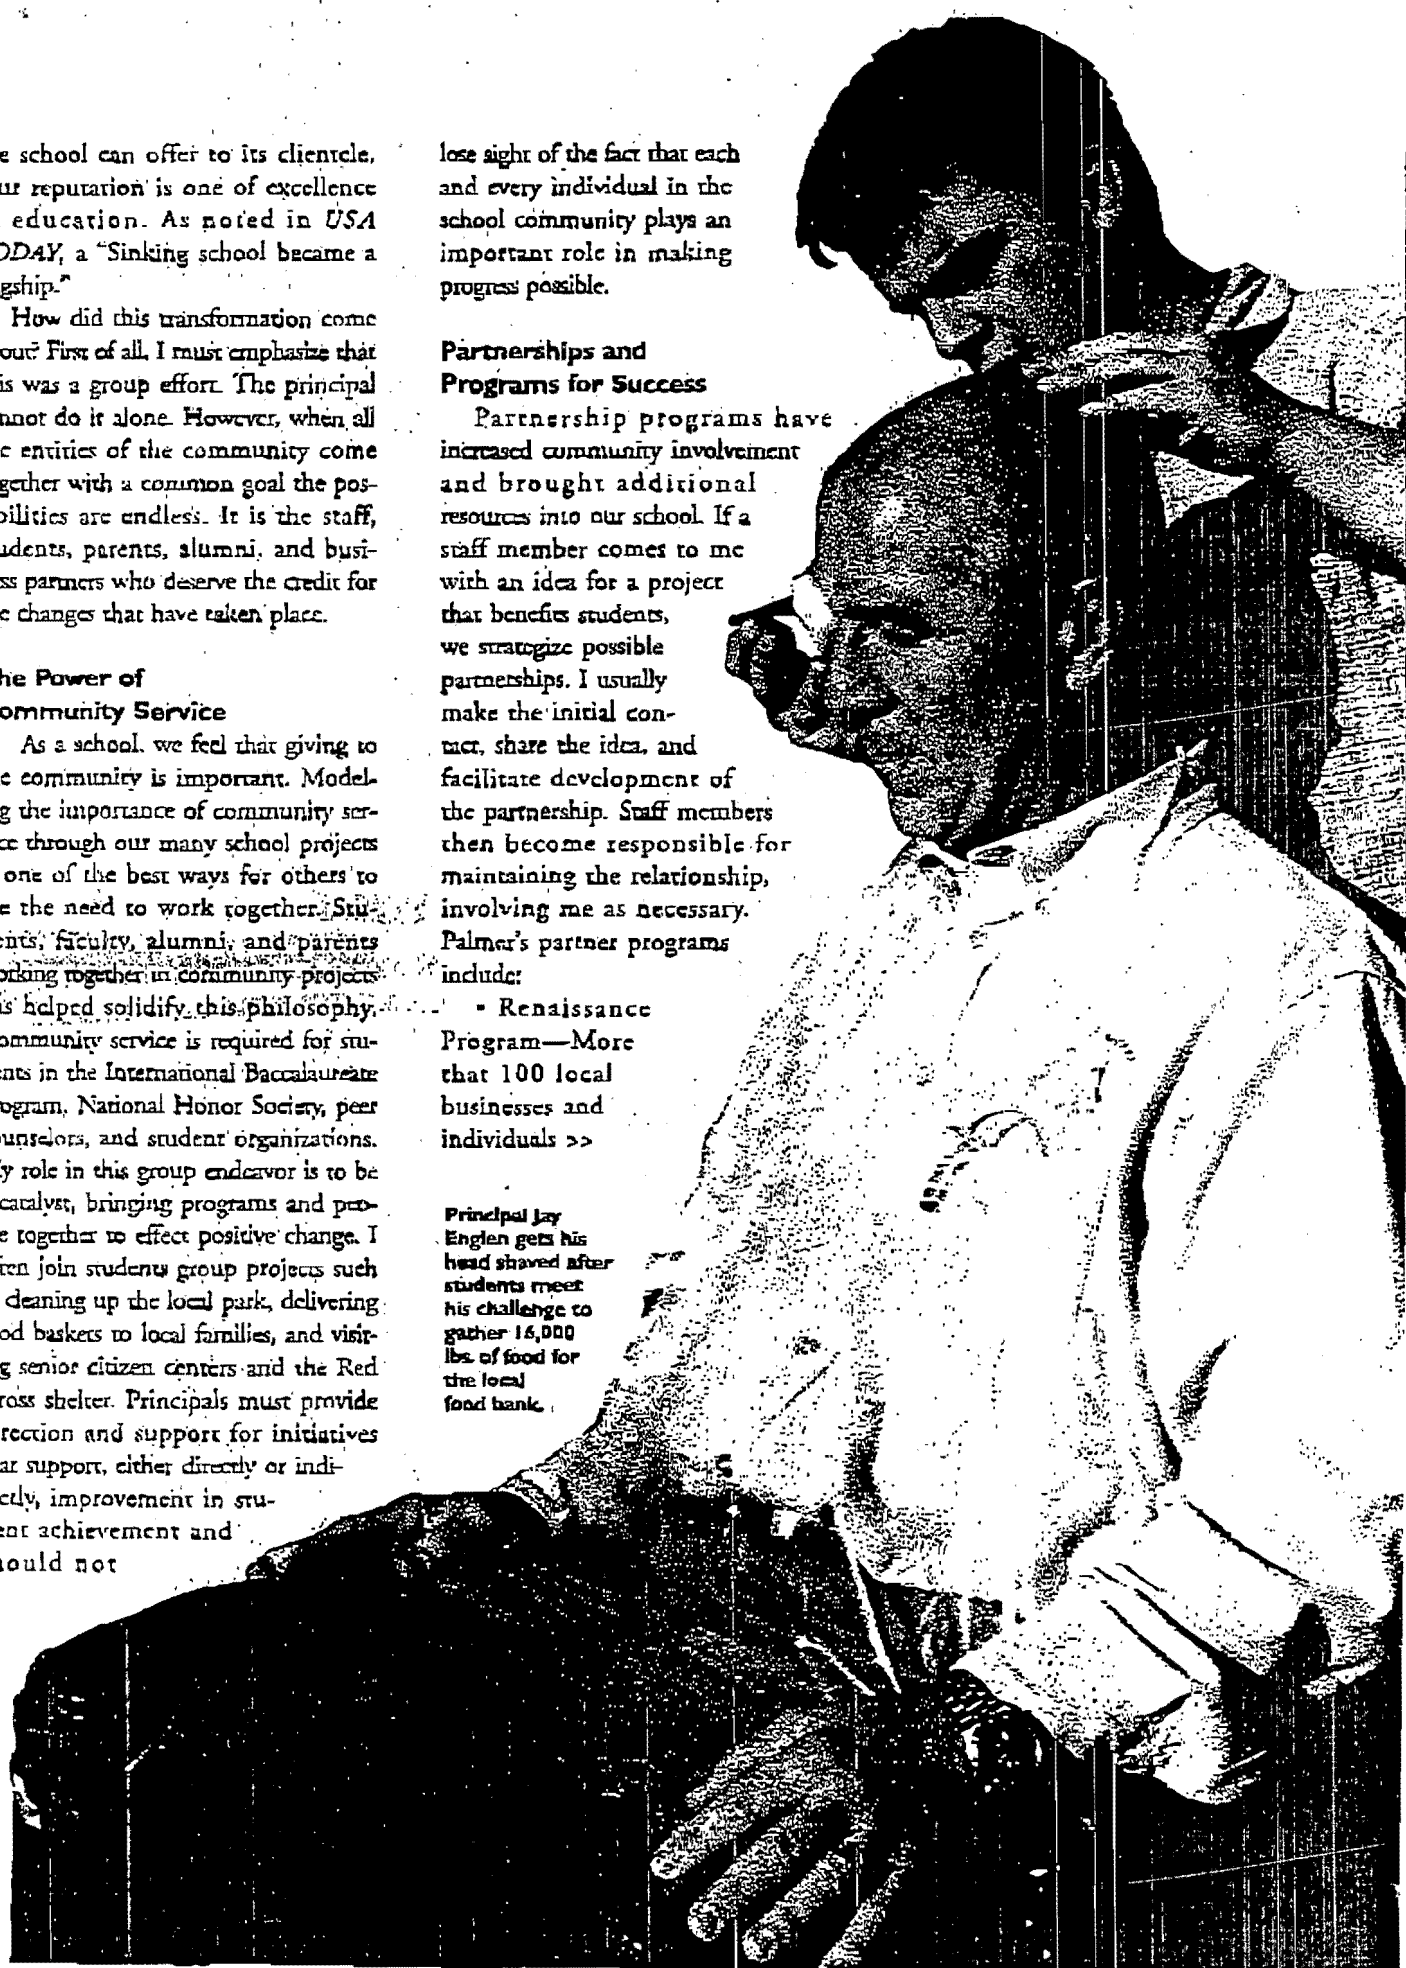 e school can offer to its clientele,
ur reputation is one of excellence
education. As noted in USA
ODAY, a "Sinking school became a
gship."
How did this transformation come
out? First of all, I must emphasize that
is was a group effort. The principal
nnot do it alone. However, when all
e entities of the community come
gether with a common goal the pos-
bilities are endless. It is the staff,
udents, parents, alumni, and busi-
ss partners who deserve the credit for
e changes that have taken place.
he Power of
ommunity Service
As a school, we feel that giving to
e community is important. Model-
g the importance of community ser-
ce through our many school projects
one of the best ways for others to
e the need to work together. Stu-
ents, faculty, alumni, and parents
orking together in community projects
as helped solidify this philosophy.
ommunity service is required for stu-
ents in the International Baccalaureate
ogram, National Honor Society, peer
ounselors, and student organizations.
y role in this group endeavor is to be
catalyst, bringing programs and peo-
e together to effect positive change. I
ten join students group projects such
cleaning up the local park, delivering
od baskets to local families, and visit-
g senior citizen centers and the Red
ross shelter. Principals must provide
rection and support for initiatives
at support, either directly or indi-
ctly, improvement in stu-
ent achievement and
hould not
lose sight of the fact that each
and every individual in the
school community plays an
important role in making
progress possible.
Partnerships and
Programs for Success
Partnership programs have
increased community involvement
and brought additional
resources into our school. If a
staff member comes to me
with an idea for a project
that benefits students,
we strategize possible
partnerships. I usually
make the initial con-
tact, share the idea, and
facilitate development of
the partnership. Staff members
then become responsible for
maintaining the relationship,
involving me as necessary.
Palmer's partner programs
include:
• Renaissance
Program—More
that 100 local
businesses and
individuals >>
Principal Jay
Englen gets his
head shaved after
students meet
his challenge to
gather 16,000
lbs. of food for
the local
food bank.